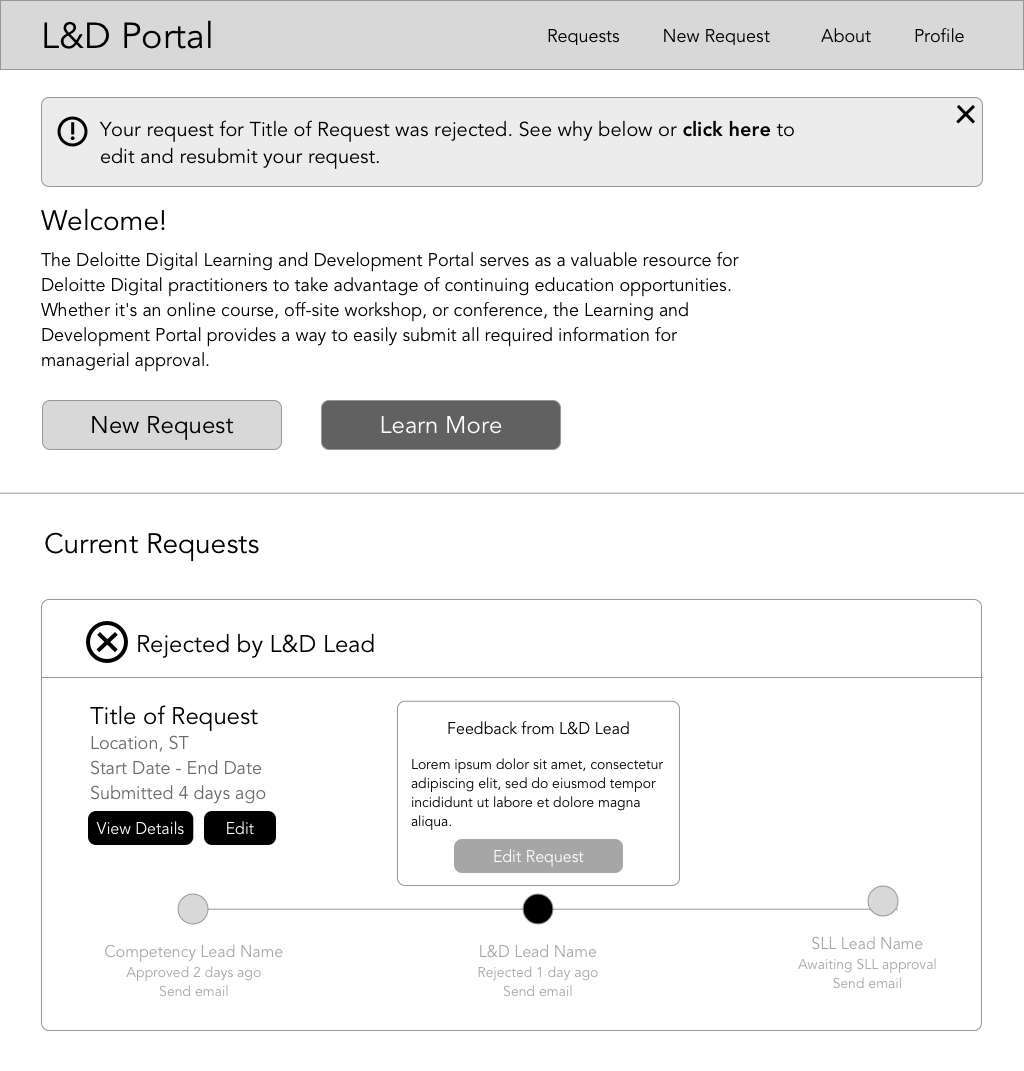 L&D Portal
Requests
New Request
About
Profile
Your request for Title of Request was rejected. See why below or click here to
edit and resubmit your request.
Welcome!
The Deloitte Digital Learning and Development Portal serves as a valuable resource for
Deloitte Digital practitioners to take advantage of continuing education opportunities.
Whether it's an online course, off-site workshop, or conference, the Learning and
Development Portal provides a way to easily submit all required information for
managerial approval.
New Request
Learn More
Current Requests
Rejected by L&D Lead
Title of Request
Location, ST
Start Date - End Date
Submitted 4 days ago
View Details
Edit
Feedback from L&D Lead
Lorem ipsum dolor sit amet, consectetur
adipiscing elit, sed do eiusmod tempor
incididunt ut labore et dolore magna
aliqua.
Edit Request
Competency Lead Name
Approved 2 days ago
Send email
L&D Lead Name
Rejected 1 day ago
Send email
SLL Lead Name
Awaiting SLL approval
Send email